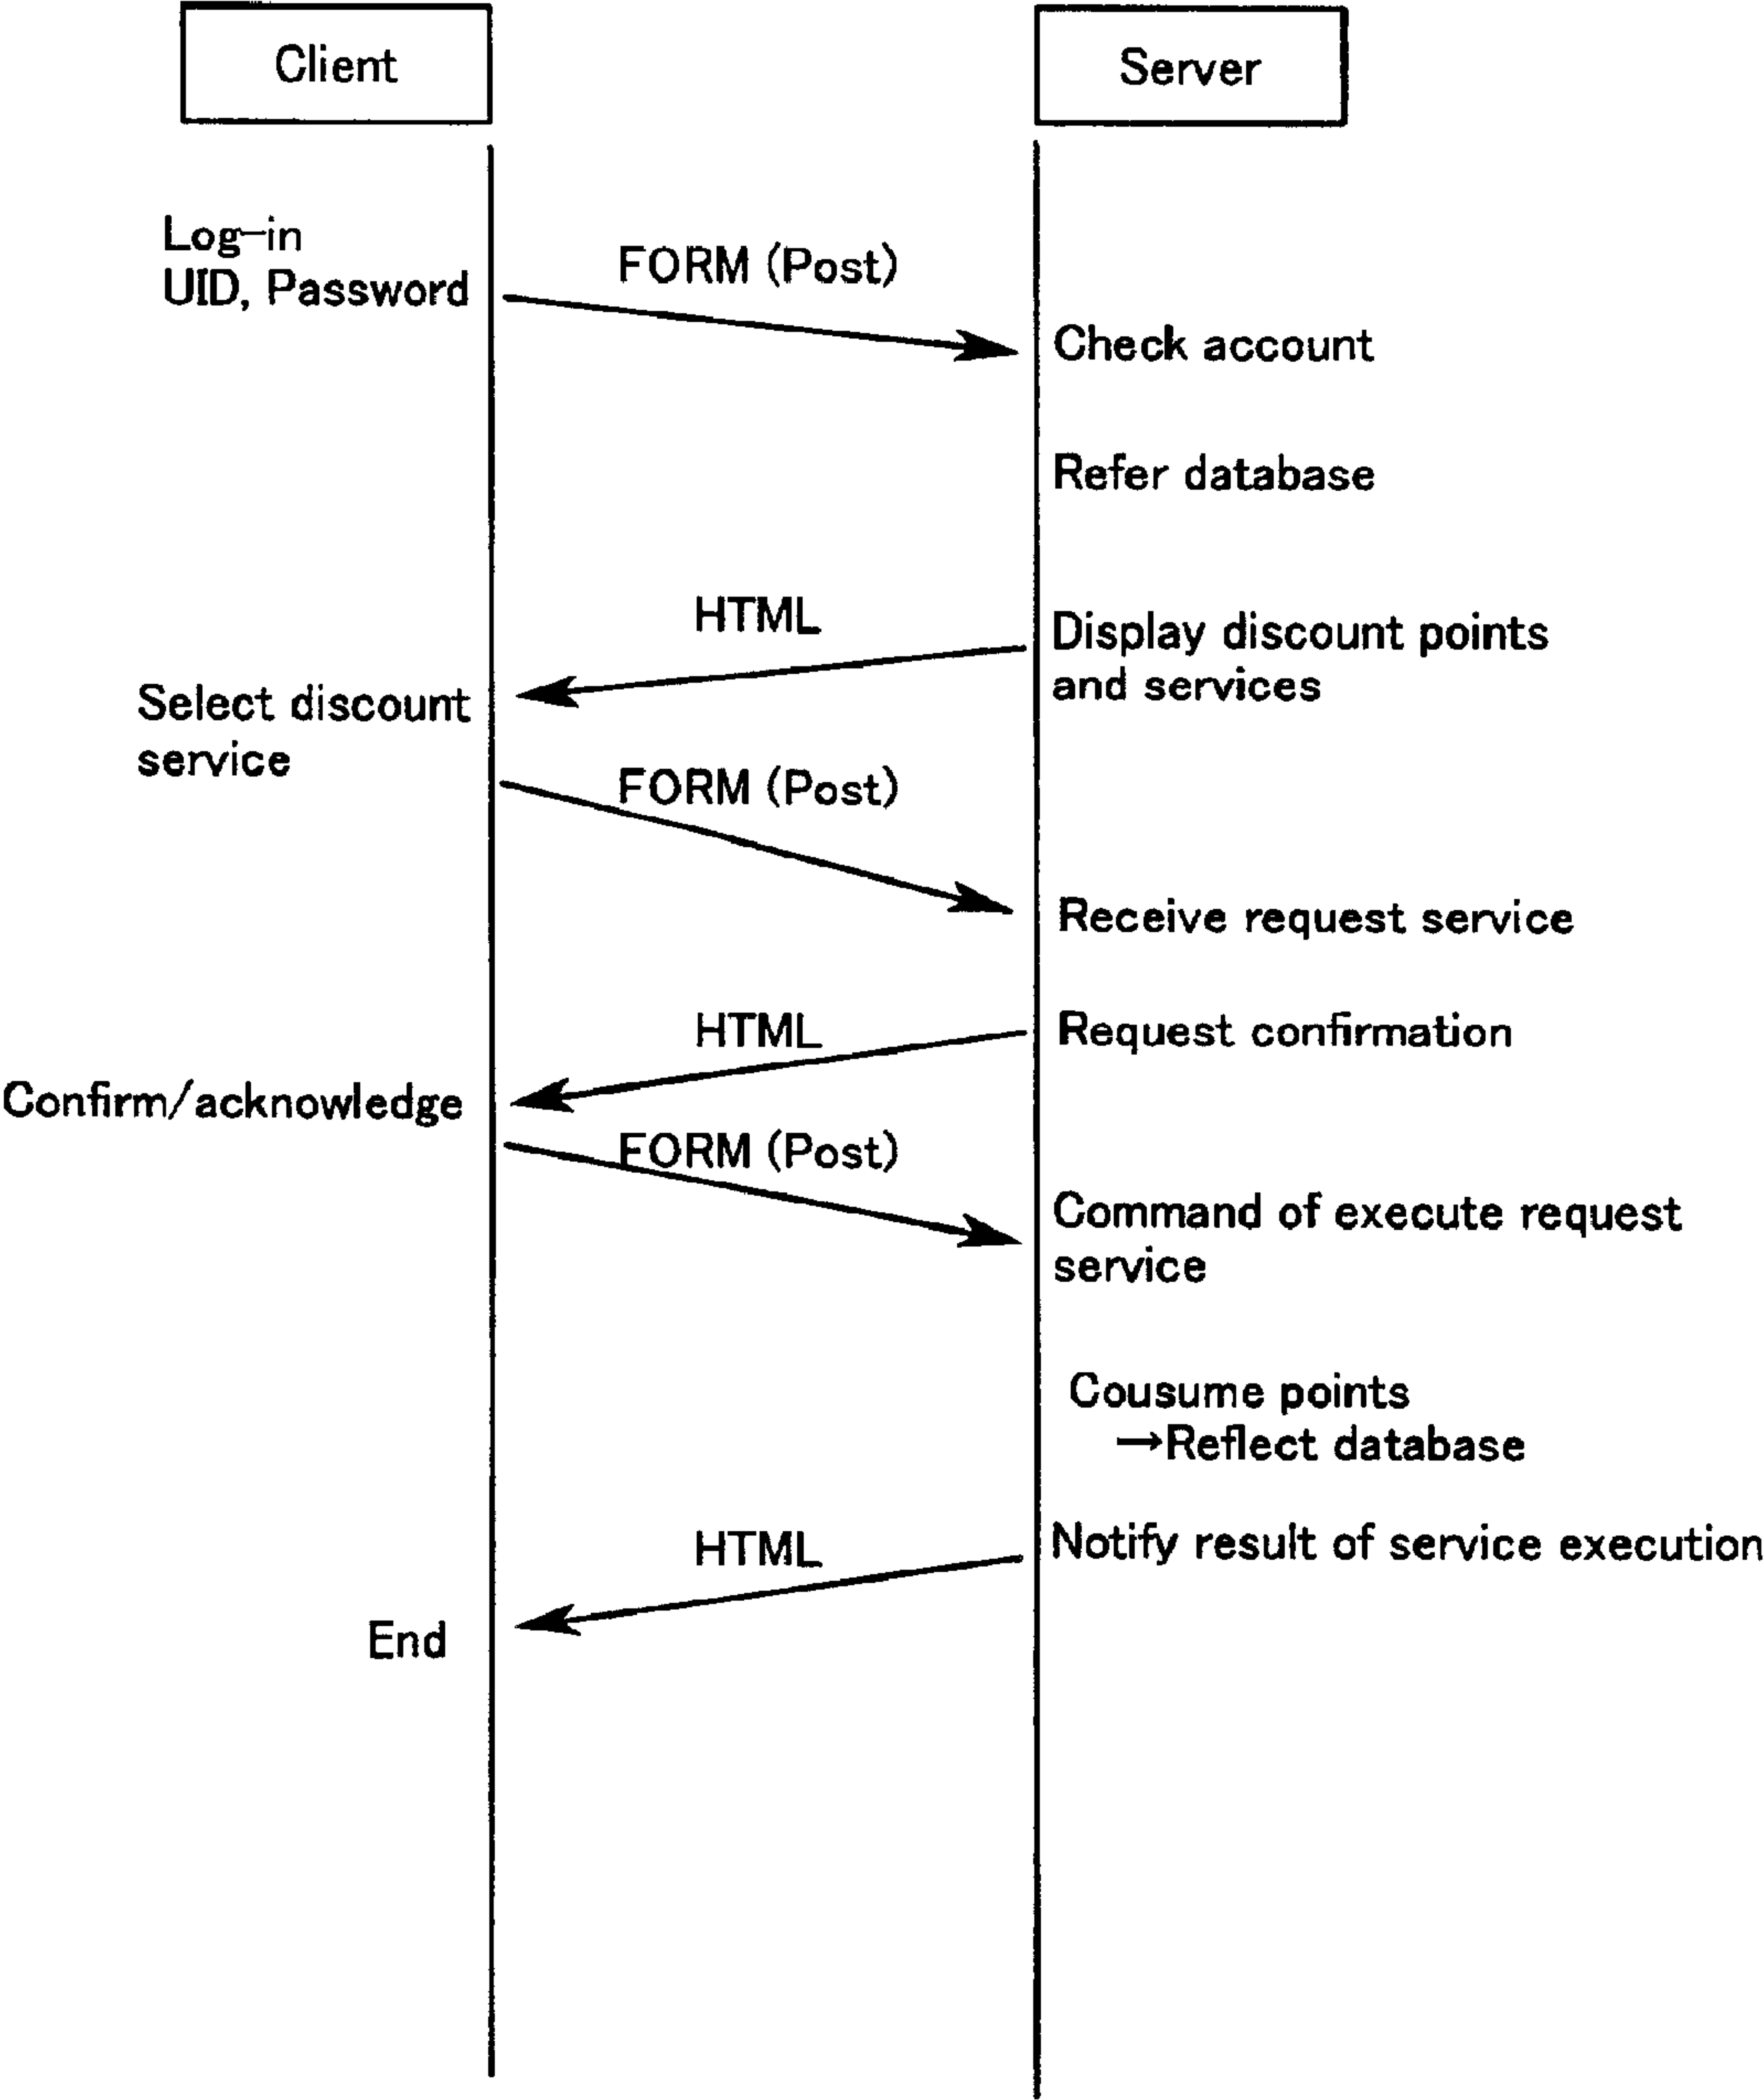 Client
Server
Log-in
UID, Password
FORM (Post)
Check account
Refer database
HTML
Display discount points
and services
Select discount
service
FORM (Post)
Receive request service
HTML
Request confirmation
Confirm/acknowledge
FORM (Post)
Command of execute request
service
Cousume points
→Reflect database
HTML
Notify result of service execution
End